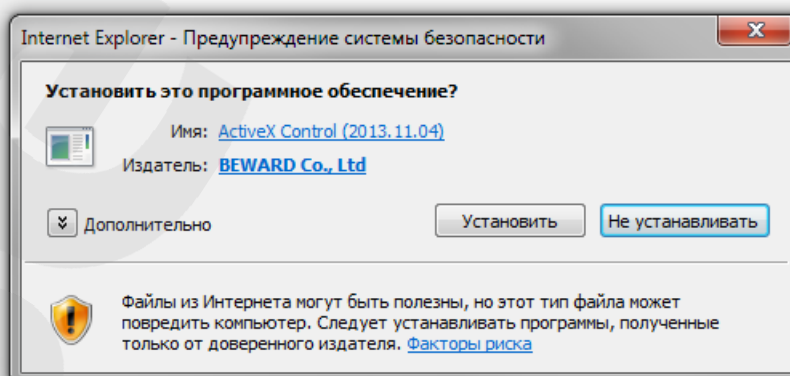 Internet Explorer - Предупреждение системы безопасности
Установить это программное обеспечение?
Имя: ActiveX Control (2013.11.04)
Издатель: BEWARD Co., Ltd
Дополнительно
Установить
Не устанавливать
Файлы из Интернета могут быть полезны, но этот тип файла может
повредить компьютер. Следует устанавливать программы, полученные
только от доверенного издателя. Факторы риска